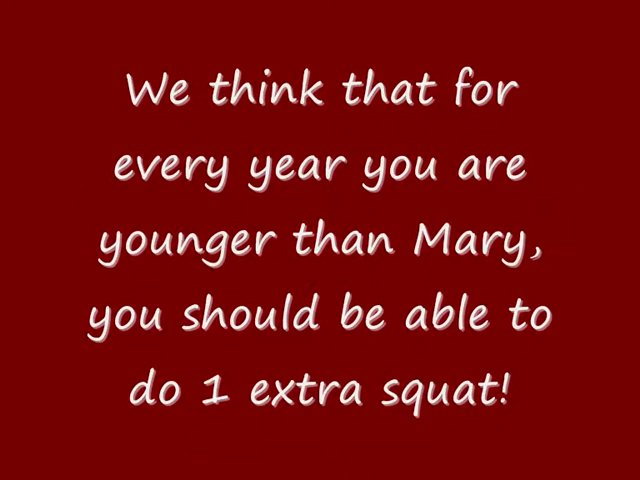 We think that for
every year you are
younger than Mary,
you should be able to
do 1 extra squat!